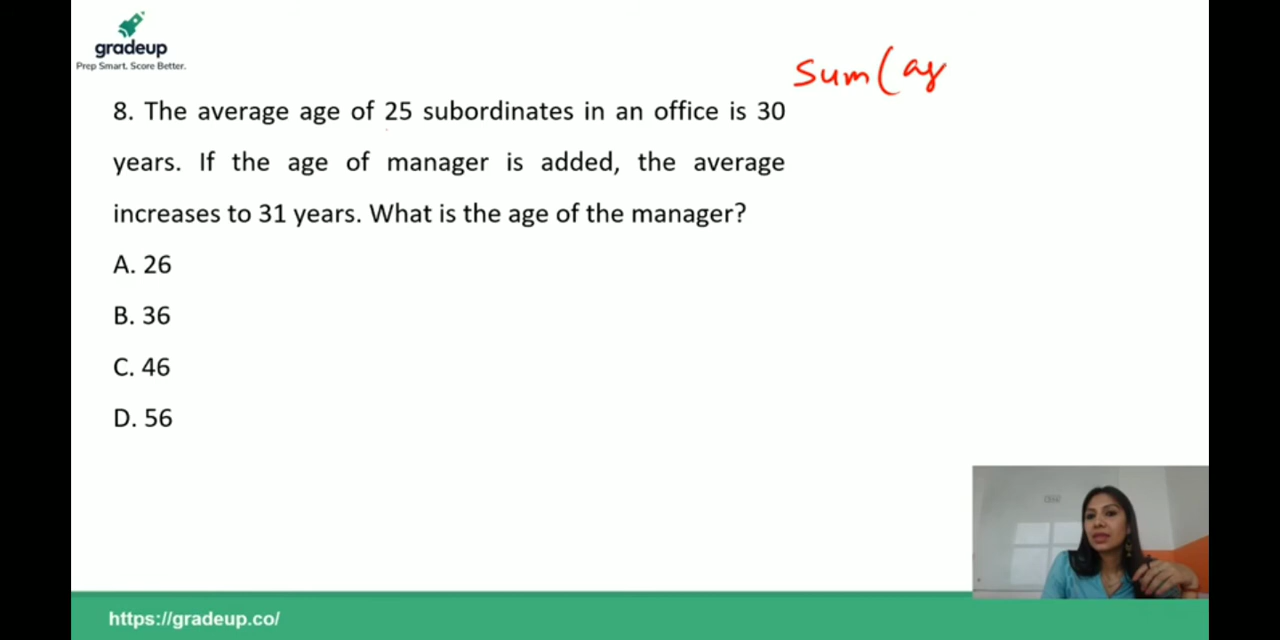 gradeup
Prep Smart. Score Better.
Sum(ag
8. The average age of 25 subordinates in an office is 30
years. If the age of manager is added, the average
increases to 31 years. What is the age of the manager?
A. 26
B. 36
C. 46
D. 56
https://gradeup.co/